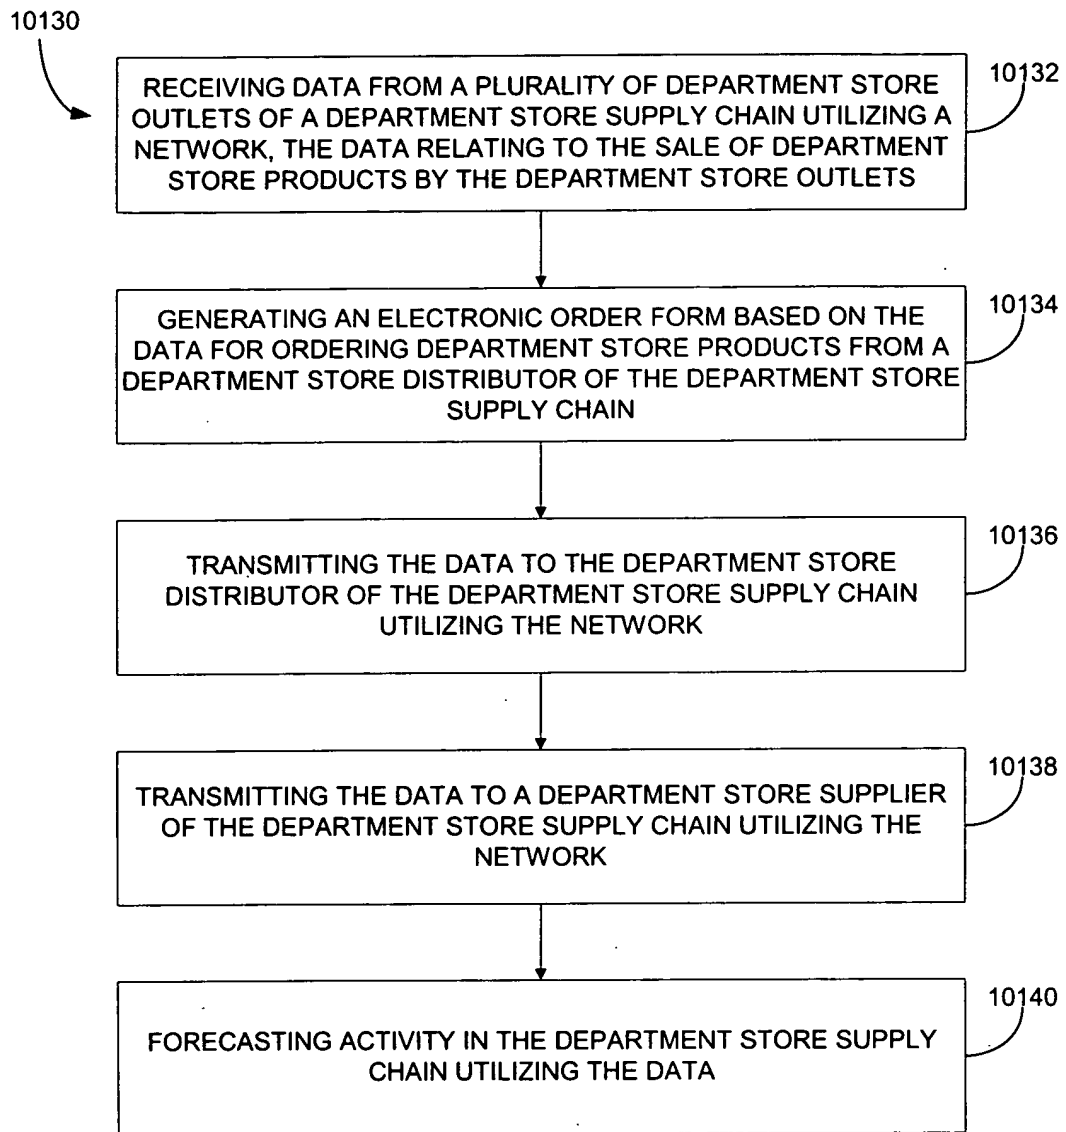 10130
RECEIVING DATA FROM A PLURALITY OF DEPARTMENT STORE
OUTLETS OF A DEPARTMENT STORE SUPPLY CHAIN UTILIZING A
NETWORK, THE DATA RELATING TO THE SALE OF DEPARTMENT
STORE PRODUCTS BY THE DEPARTMENT STORE OUTLETS
10132
GENERATING AN ELECTRONIC ORDER FORM BASED ON THE
DATA FOR ORDERING DEPARTMENT STORE PRODUCTS FROM A
DEPARTMENT STORE DISTRIBUTOR OF THE DEPARTMENT STORE
SUPPLY CHAIN
10134
TRANSMITTING THE DATA TO THE DEPARTMENT STORE
DISTRIBUTOR OF THE DEPARTMENT STORE SUPPLY CHAIN
UTILIZING THE NETWORK
10136
TRANSMITTING THE DATA TO A DEPARTMENT STORE SUPPLIER
OF THE DEPARTMENT STORE SUPPLY CHAIN UTILIZING THE
NETWORK
10138
FORECASTING ACTIVITY IN THE DEPARTMENT STORE SUPPLY
CHAIN UTILIZING THE DATA
10140